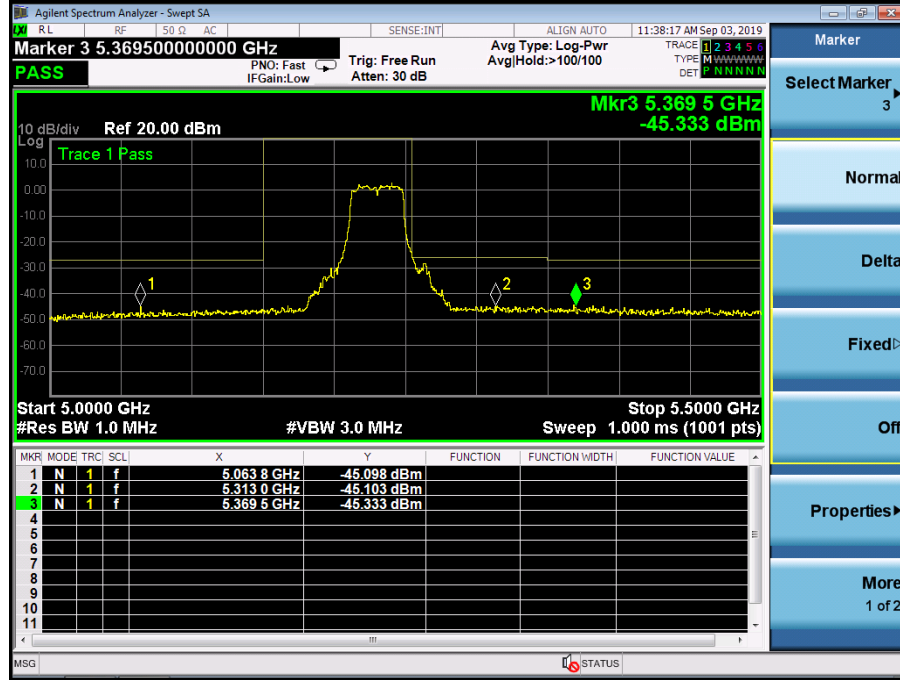 Agilent Spectrum Analyzer - Swept SA
LXI RL RF 50 Ω AC SENSE:INT ALIGN AUTO 11:38:17 AM Sep 03, 2019
Marker 3 5.369500000000 GHz
PASS
PNO: Fast
IFGain:Low
Trig: Free Run
Atten: 30 dB
Avg Type: Log-Pwr
Avg|Hold:>100/100
TRACE 1 2 3 4 5 6
TYPE M WWWWW
DET P N N N N N
Mkr3 5.369 5 GHz
-45.333 dBm
10 dB/div Ref 20.00 dBm
Log
Trace 1 Pass
10.0
0.00
-10.0
-20.0
-30.0
-40.0
-50.0
-60.0
-70.0
1
2
3
Start 5.0000 GHz Stop 5.5000 GHz
#Res BW 1.0 MHz #VBW 3.0 MHz Sweep 1.000 ms (1001 pts)
MKR MODE TRC SCL X Y FUNCTION FUNCTION WIDTH FUNCTION VALUE
1 N 1 f 5.063 8 GHz -45.098 dBm
2 N 1 f 5.313 0 GHz -45.103 dBm
3 N 1 f 5.369 5 GHz -45.333 dBm
4
5
6
7
8
9
10
11
MSG STATUS
Marker
Select Marker
3
Normal
Delta
Fixed
Off
Properties
More
1 of 2